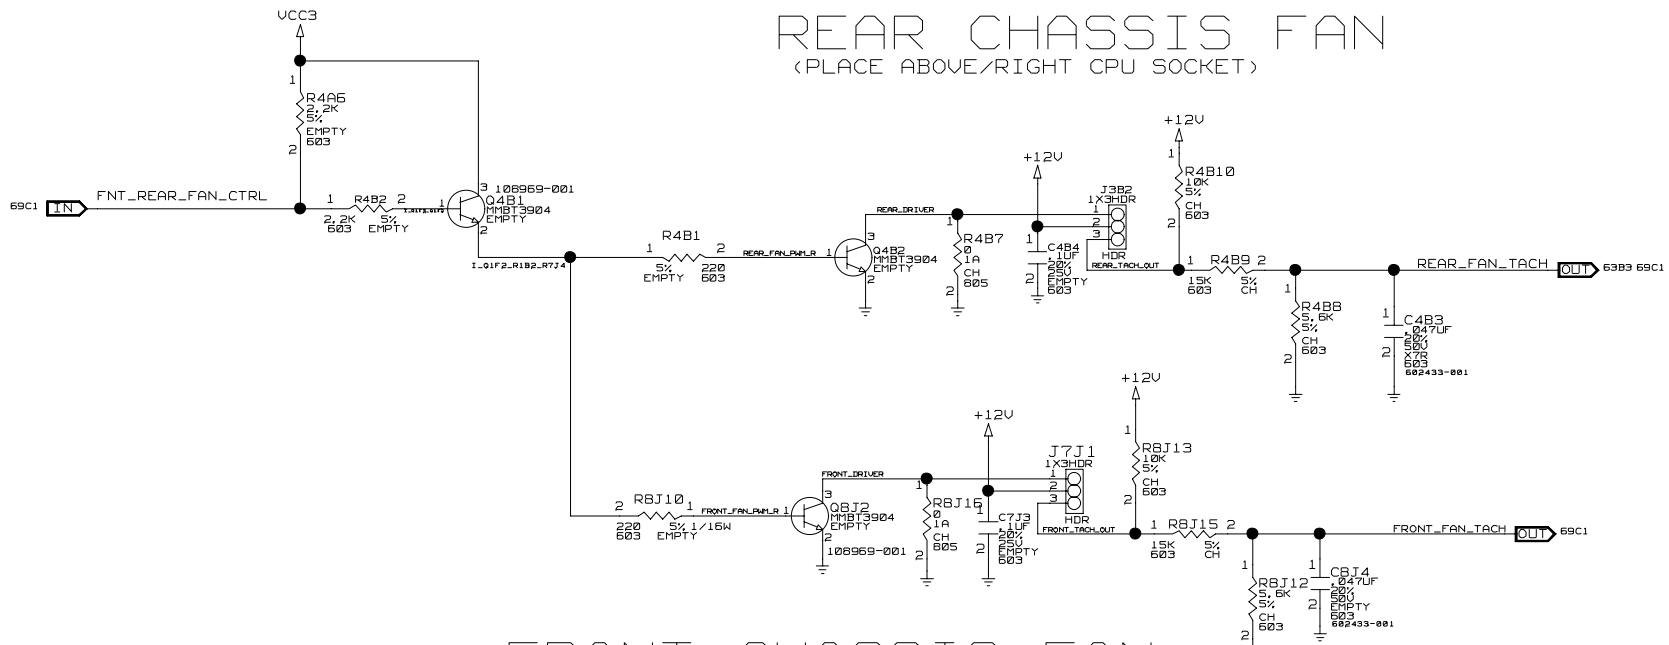 REAR CHASSIS FAN
(PLACE ABOVE/RIGHT CPU SOCKET)
VCC3
1
R4A6
2.2K
5%
EMPTY
603
2
69C1
IN
FNT_REAR_FAN_CTRL
1
R4B2
2
2.2K
603
5%
EMPTY
1
3
108969-001
Q4B1
MMBT3904
EMPTY
2
I_Q1F2_R1B2_R7J4
R4B1
1
2
5%
EMPTY
220
603
REAR_FAN_PWM_R
1
3
Q4B2
MMBT3904
EMPTY
2
REAR_DRIVER
1
R4B7
0
1A
CH
805
2
+12V
1
C4B4
.1UF
20%
25V
EMPTY
603
2
J3B2
1X3HDR
1
2
3
HDR
REAR_TACH_OUT
+12V
1
R4B10
10K
5%
CH
603
2
1
R4B9
2
15K
603
5%
CH
REAR_FAN_TACH
OUT
63B3 69C1
1
R4B8
5.6K
5%
CH
603
2
1
C4B3
.047UF
20%
50V
X7R
603
602433-001
2
2
R8J10
1
220
603
5%
1/16W
EMPTY
FRONT_FAN_PWM_R
1
3
Q8J2
MMBT3904
EMPTY
2
108969-001
FRONT_DRIVER
1
R8J16
0
1A
CH
805
2
+12V
1
C7J3
.1UF
20%
25V
EMPTY
603
2
J7J1
1X3HDR
1
2
3
HDR
FRONT_TACH_OUT
+12V
1
R8J13
10K
5%
CH
603
2
1
R8J15
2
15K
603
5%
CH
FRONT_FAN_TACH
OUT
69C1
1
R8J12
5.6K
5%
CH
603
2
1
C8J4
.047UF
20%
50V
EMPTY
603
602433-001
2
FRONT CHASSIS FAN